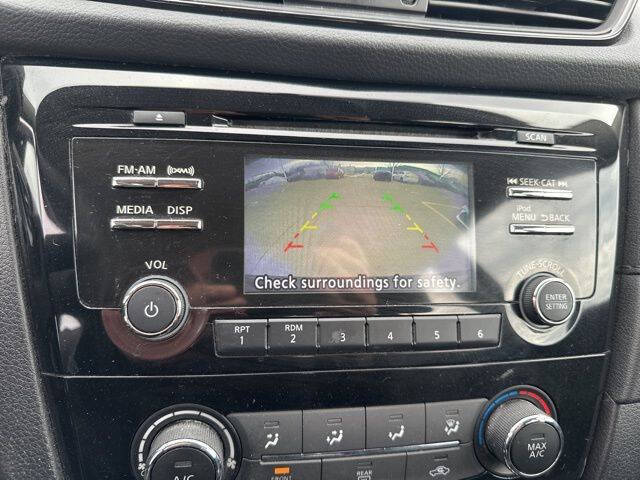 SCAN
FM·AM ((XM))
SEEK·CAT
iPod
MENU BACK
MEDIA DISP
TUNE·SCROLL
VOL
Check surroundings for safety.
ENTER
SETTING
RPT
1
RDM
2
3
4
5
6
MAX
A/C
A/C
FRONT
REAR